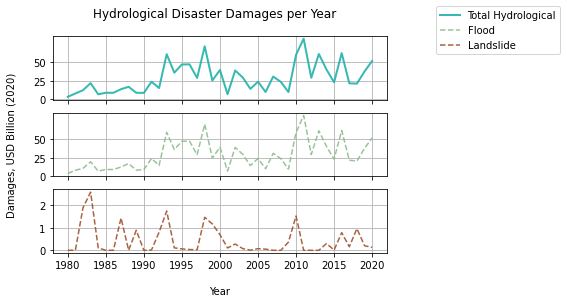 Hydrological Disaster Damages per Year
Total Hydrological
Flood
Landslide
Damages, USD Billion (2020)
50
25
0
50
25
0
2
1
0
1980 1985 1990 1995 2000 2005 2010 2015 2020
Year